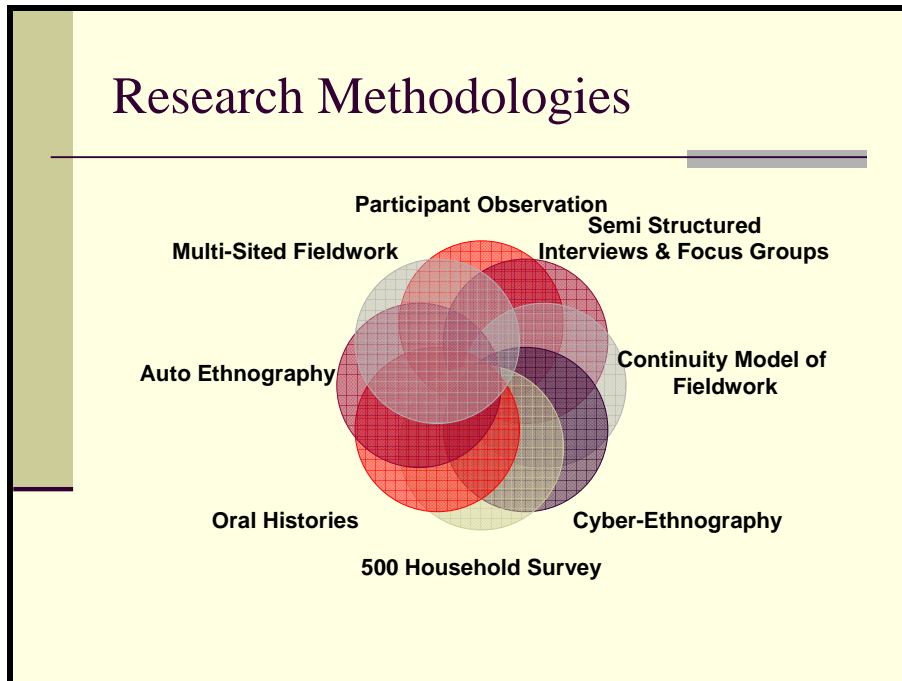 Research Methodologies
Participant Observation
Semi Structured
Interviews & Focus Groups
Multi-Sited Fieldwork
Continuity Model of
Fieldwork
Auto Ethnography
Cyber-Ethnography
Oral Histories
500 Household Survey